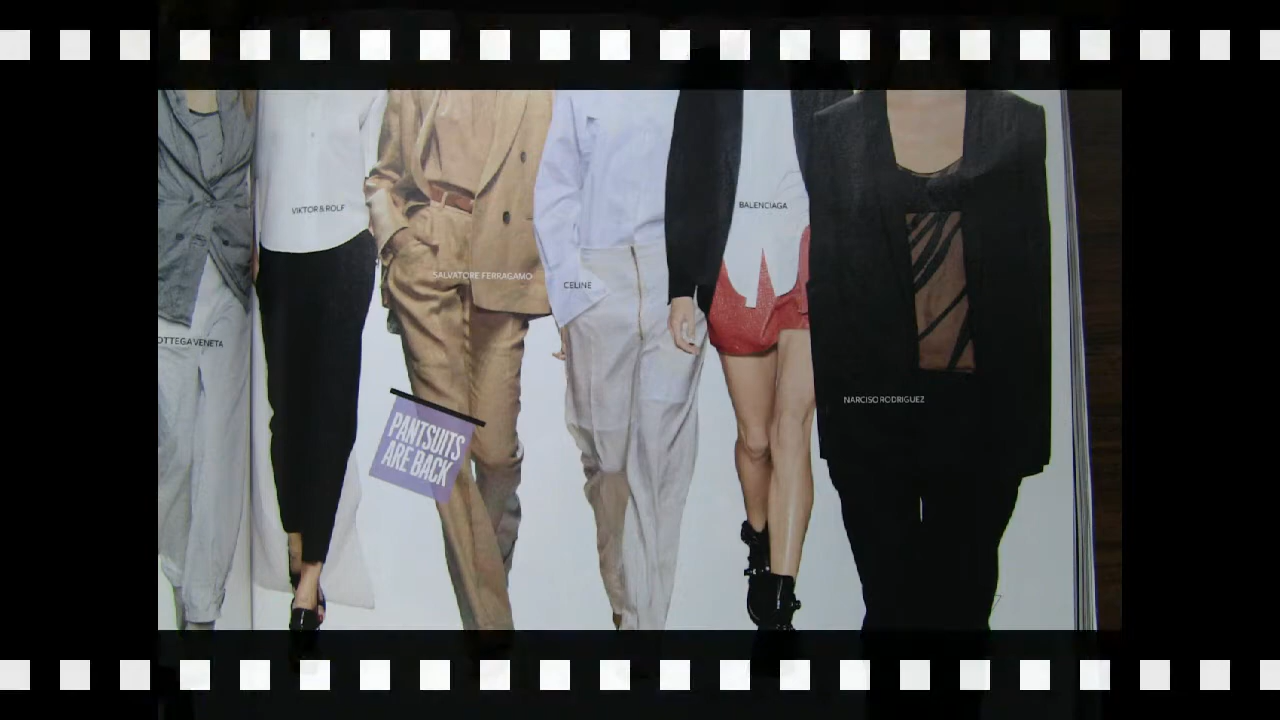 VIKTOR & ROLF
BALENCIAGA
SALVATORE FERRAGAMO
CELINE
OTTEGA VENETA
NARCISO RODRIGUEZ
PANTSUITS
ARE BACK